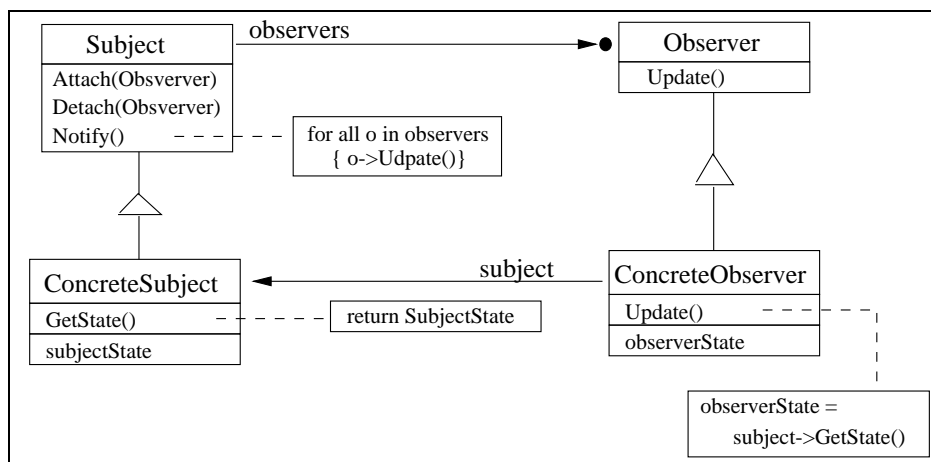 Subject
Attach(Obsverver)
Detach(Obsverver)
Notify()
observers
Observer
Update()
for all o in observers
{ o->Udpate()}
ConcreteSubject
GetState()
subjectState
subject
return SubjectState
ConcreteObserver
Update()
observerState
observerState =
subject->GetState()